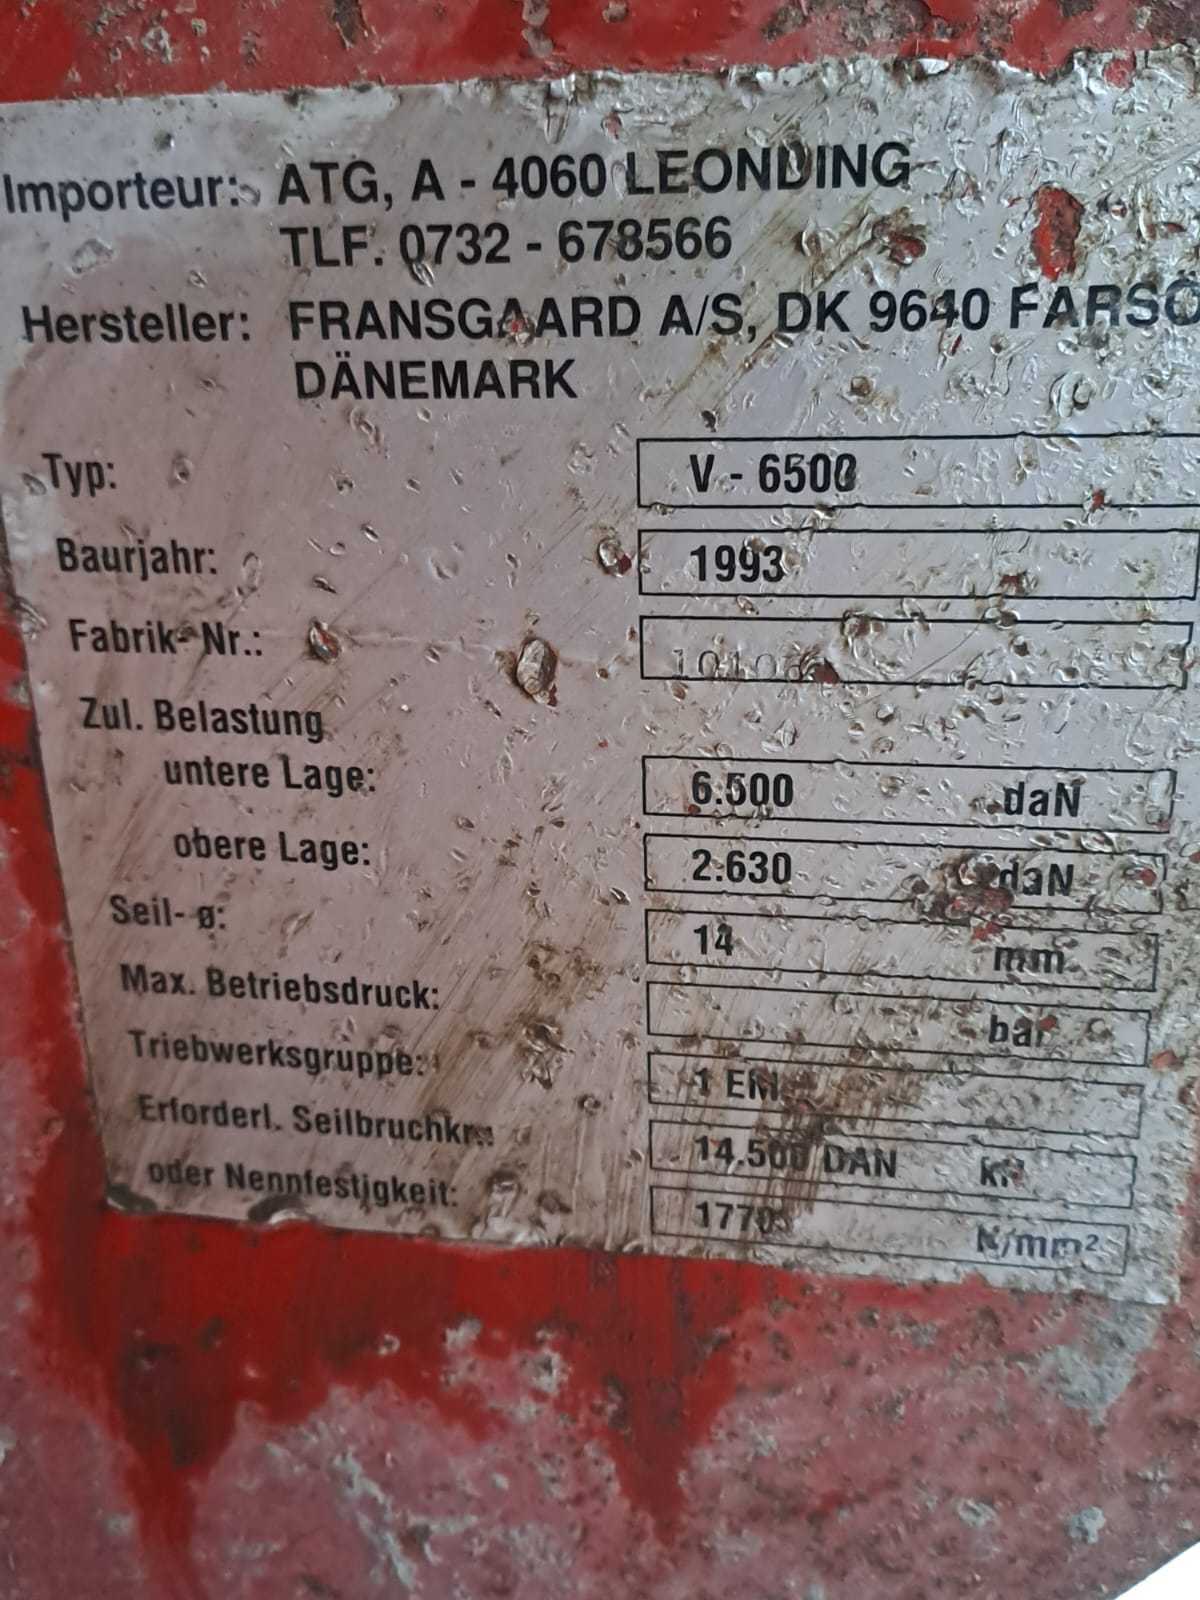 Importeur: ATG, A - 4060 LEONDING
TLF. 0732 - 678566
Hersteller: FRANSGAARD A/S, DK 9640 FARSÖ
DÄNEMARK
Typ: V - 6500
Baurjahr: 1993
Fabrik-Nr.:
Zul. Belastung
untere Lage: 6.500 daN
obere Lage: 2.630 daN
Seil-ø: 14 mm
Max. Betriebsdruck: bar
Triebwerksgruppe: 1
Erforderl. Seilbruchkr.: 14.500 DAN kN
oder Nennfestigkeit: 1770 N/mm²